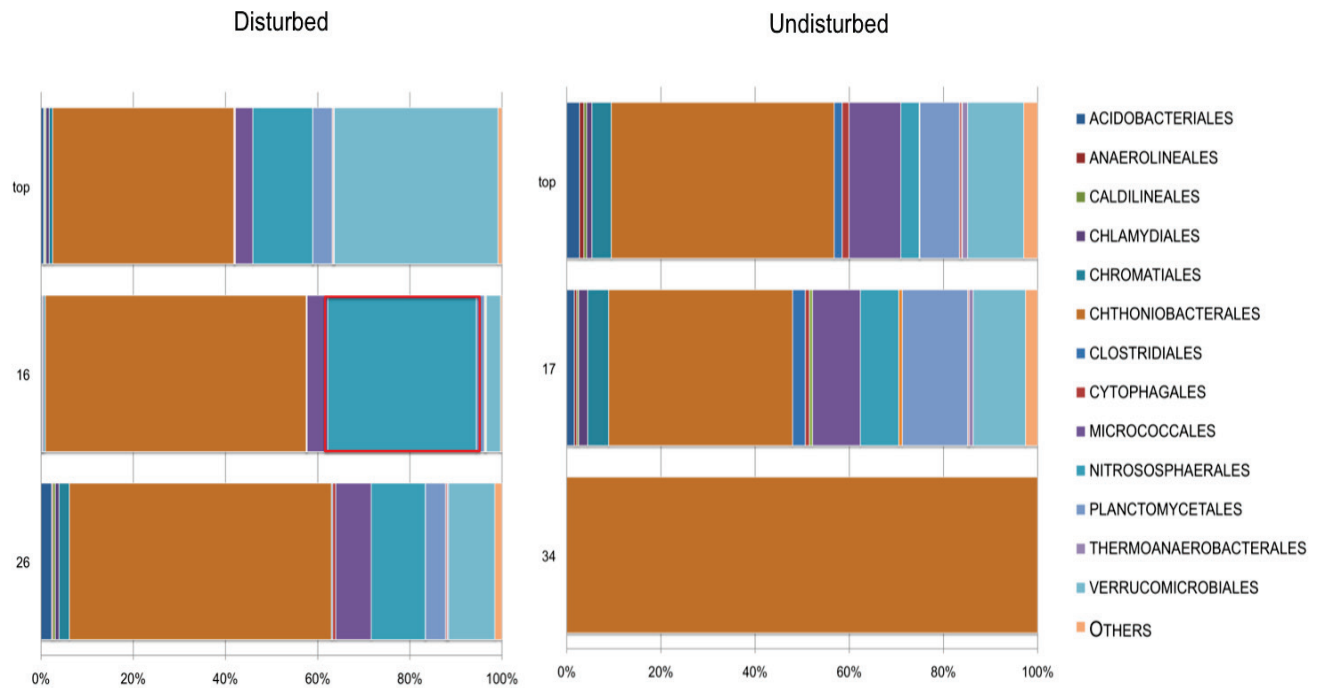 Disturbed
Undisturbed
top
16
26
0% 20% 40% 60% 80% 100%
top
17
34
0% 20% 40% 60% 80% 100%
ACIDOBACTERIALES
ANAEROLINEALES
CALDILINEALES
CHLAMYDIALES
CHROMATIALES
CHTHONIOBACTERALES
CLOSTRIDIALES
CYTOPHAGALES
MICROCOCCALES
NITROSOSPHAERALES
PLANCTOMYCETALES
THERMOANAEROBACTERALES
VERRUCOMICROBIALES
OTHERS